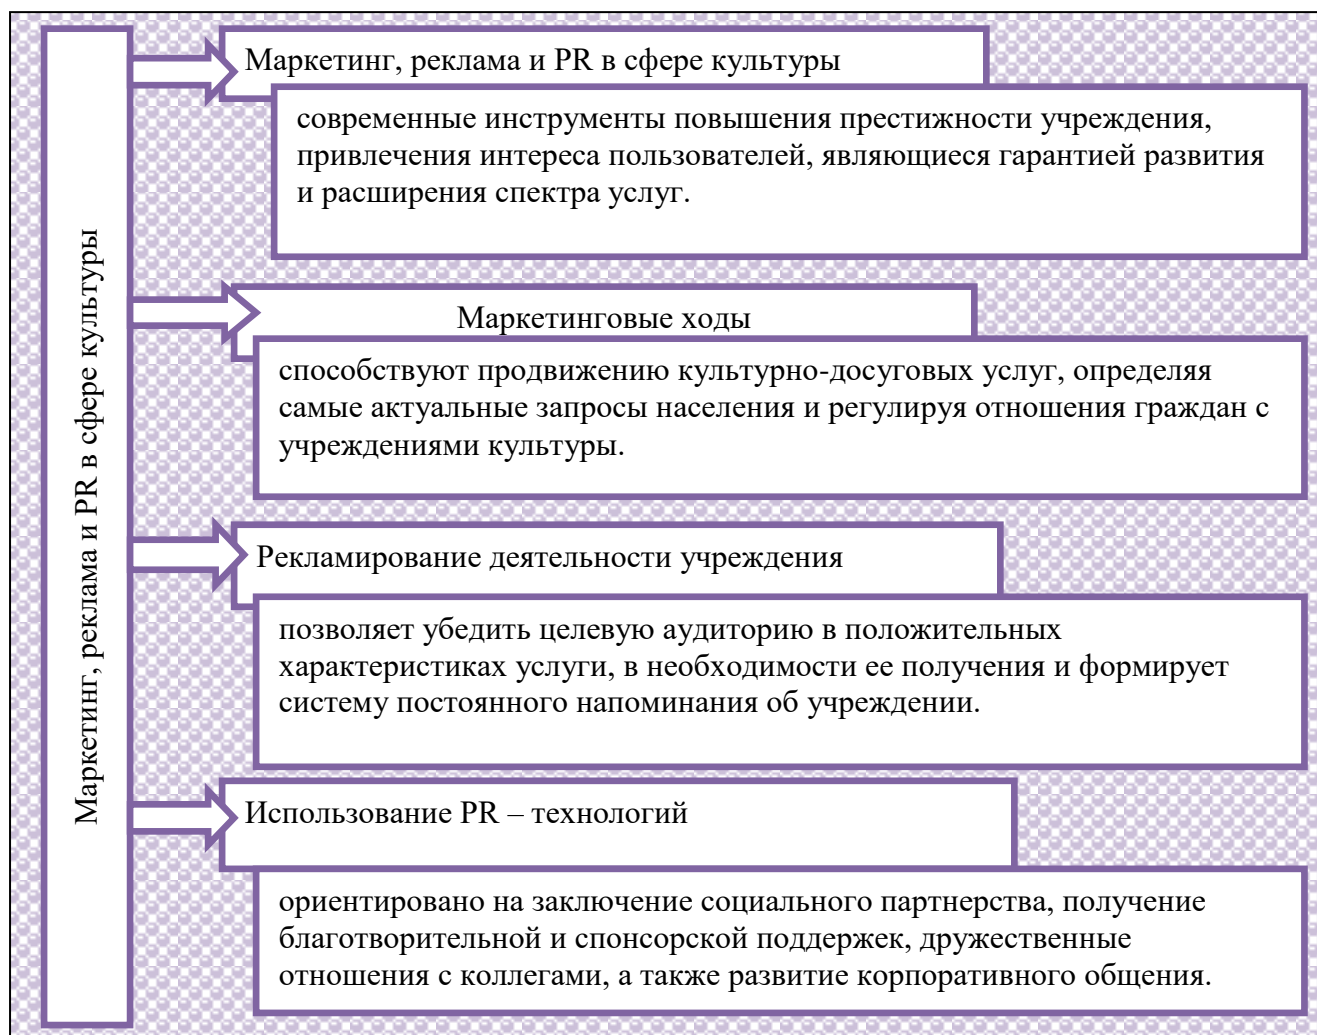 Маркетинг, реклама и PR в сфере культуры
Маркетинг, реклама и PR в сфере культуры
современные инструменты повышения престижности учреждения,
привлечения интереса пользователей, являющиеся гарантией развития
и расширения спектра услуг.
Маркетинговые ходы
способствуют продвижению культурно-досуговых услуг, определяя
самые актуальные запросы населения и регулируя отношения граждан с
учреждениями культуры.
Рекламирование деятельности учреждения
позволяет убедить целевую аудиторию в положительных
характеристиках услуги, в необходимости ее получения и формирует
систему постоянного напоминания об учреждении.
Использование PR – технологий
ориентировано на заключение социального партнерства, получение
благотворительной и спонсорской поддержек, дружественные
отношения с коллегами, а также развитие корпоративного общения.